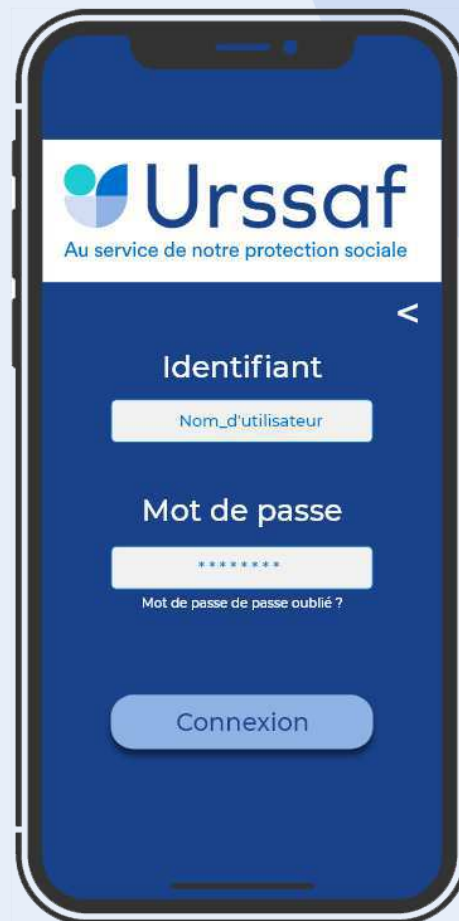 Urssaf
Au service de notre protection sociale
<
Identifiant
Nom_d'utilisateur
Mot de passe
********
Mot de passe de passe oublié ?
Connexion